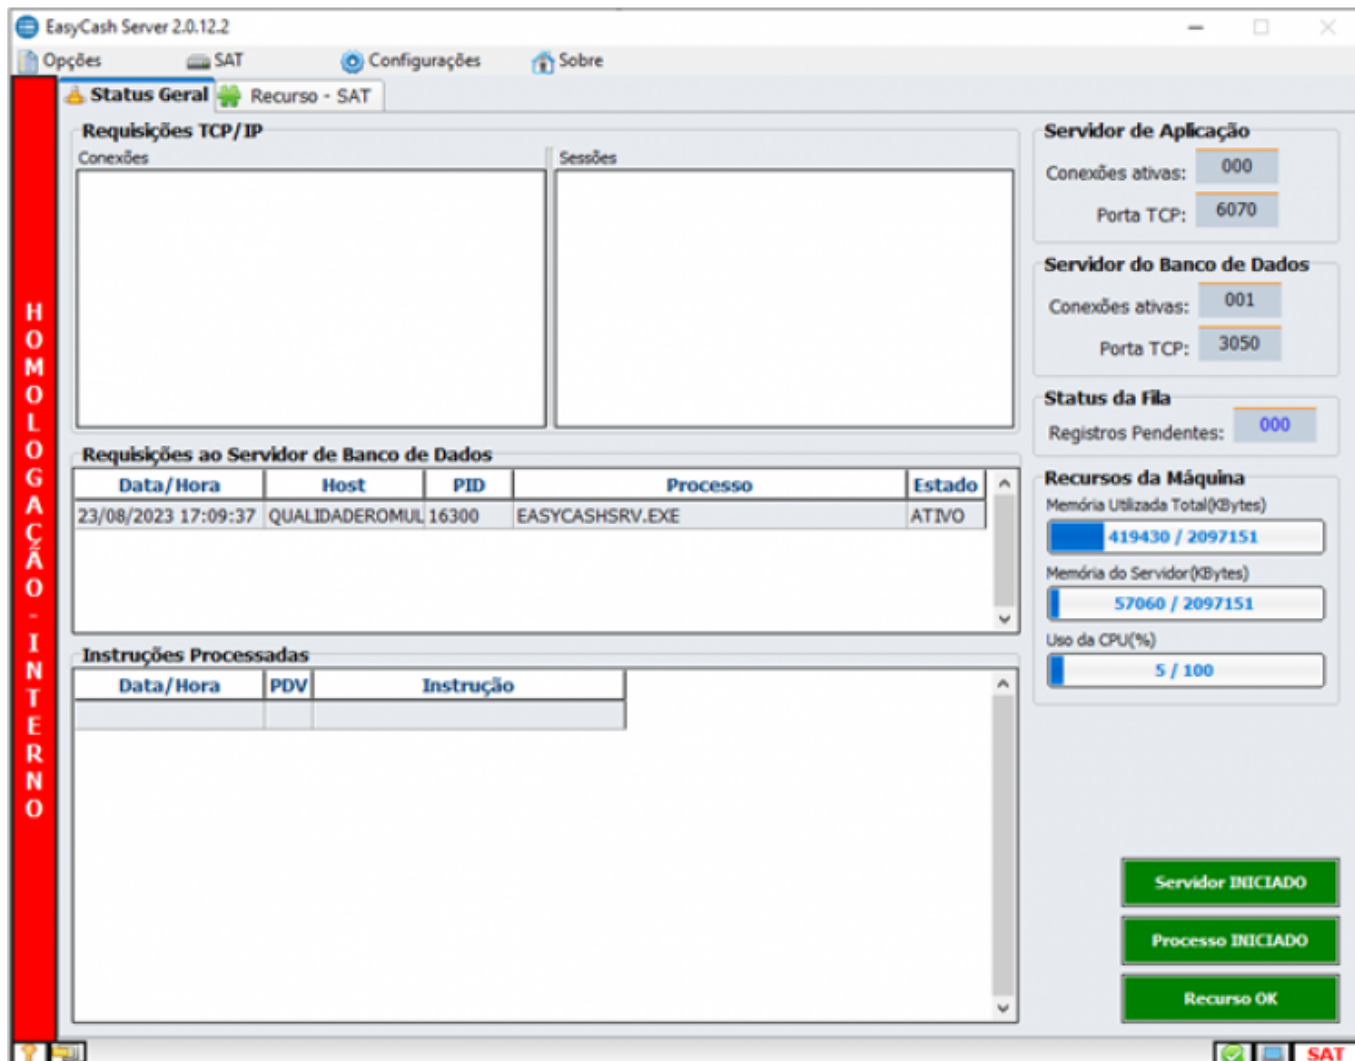 EasyCash Server 2.0.12.2
Opções SAT Configurações Sobre
Status Geral Recurso - SAT
HOMOLOGAÇÃO - INTERNO
Requisições TCP/IP
Conexões Sessões
Requisições ao Servidor de Banco de Dados
Data/Hora Host PID Processo Estado
23/08/2023 17:09:37 QUALIDADEROMUL 16300 EASYCASHSRV.EXE ATIVO
Instruções Processadas
Data/Hora PDV Instrução
Servidor de Aplicação
Conexões ativas: 000
Porta TCP: 6070
Servidor do Banco de Dados
Conexões ativas: 001
Porta TCP: 3050
Status da Fila
Registros Pendentes: 000
Recursos da Máquina
Memória Utilizada Total(KBytes)
419430 / 2097151
Memória do Servidor(KBytes)
57060 / 2097151
Uso da CPU(%)
5 / 100
Servidor INICIADO
Processo INICIADO
Recurso OK
SAT